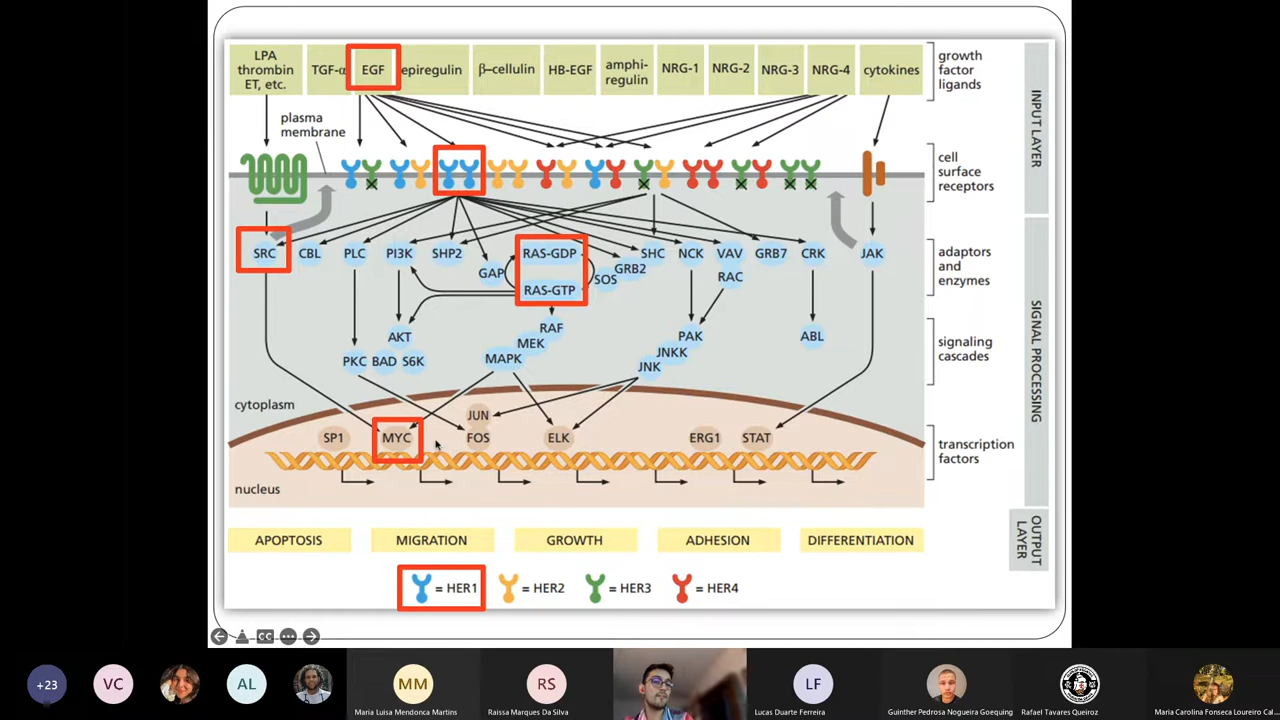 LPA
thrombin
ET, etc.
TGF-α
EGF
epiregulin
β–cellulin
HB-EGF
amphi-
regulin
NRG-1
NRG-2
NRG-3
NRG-4
cytokines
growth
factor
ligands
INPUT LAYER
plasma
membrane
cell
surface
receptors
SRC
CBL
PLC
PI3K
SHP2
GAP
RAS-GDP
RAS-GTP
SOS
GRB2
SHC
NCK
VAV
RAC
GRB7
CRK
JAK
adaptors
and
enzymes
SIGNAL PROCESSING
AKT
RAF
MEK
MAPK
PAK
JNKK
JNK
ABL
PKC
BAD
S6K
signaling
cascades
cytoplasm
JUN
SP1
MYC
FOS
ELK
ERG1
STAT
transcription
factors
nucleus
OUTPUT
LAYER
APOPTOSIS
MIGRATION
GROWTH
ADHESION
DIFFERENTIATION
= HER1
= HER2
= HER3
= HER4
CC
+23
VC
AL
MM
Maria Luisa Mendonca Martins
RS
Raissa Marques Da Silva
LF
Lucas Duarte Ferreira
Guinther Pedrosa Nogueira Goequing
Rafael Tavares Queiroz
Maria Carolina Fonseca Loureiro Cal...